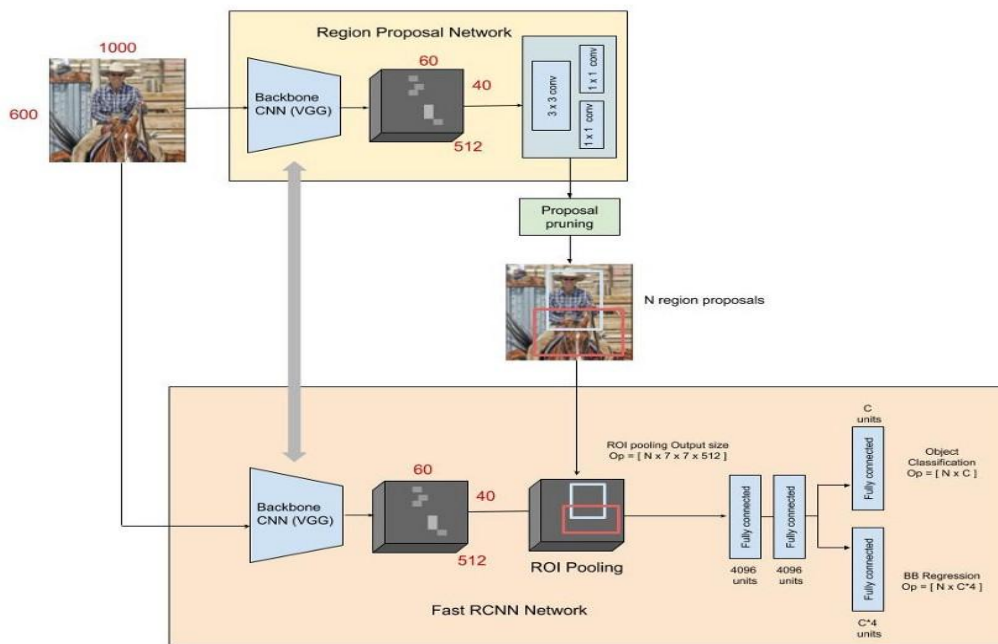 1000
600
Region Proposal Network
Backbone
CNN (VGG)
60
40
512
3 x 3 conv
1 x 1 conv
1 x 1 conv
Proposal
pruning
N region proposals
Backbone
CNN (VGG)
60
40
512
ROI Pooling
ROI pooling Output size
Op = [ N x 7 x 7 x 512 ]
Fully connected
4096
units
Fully connected
4096
units
C
units
Fully connected
Object
Classification
Op = [ N x C ]
Fully connected
BB Regression
Op = [ N x C*4 ]
C*4
units
Fast RCNN Network